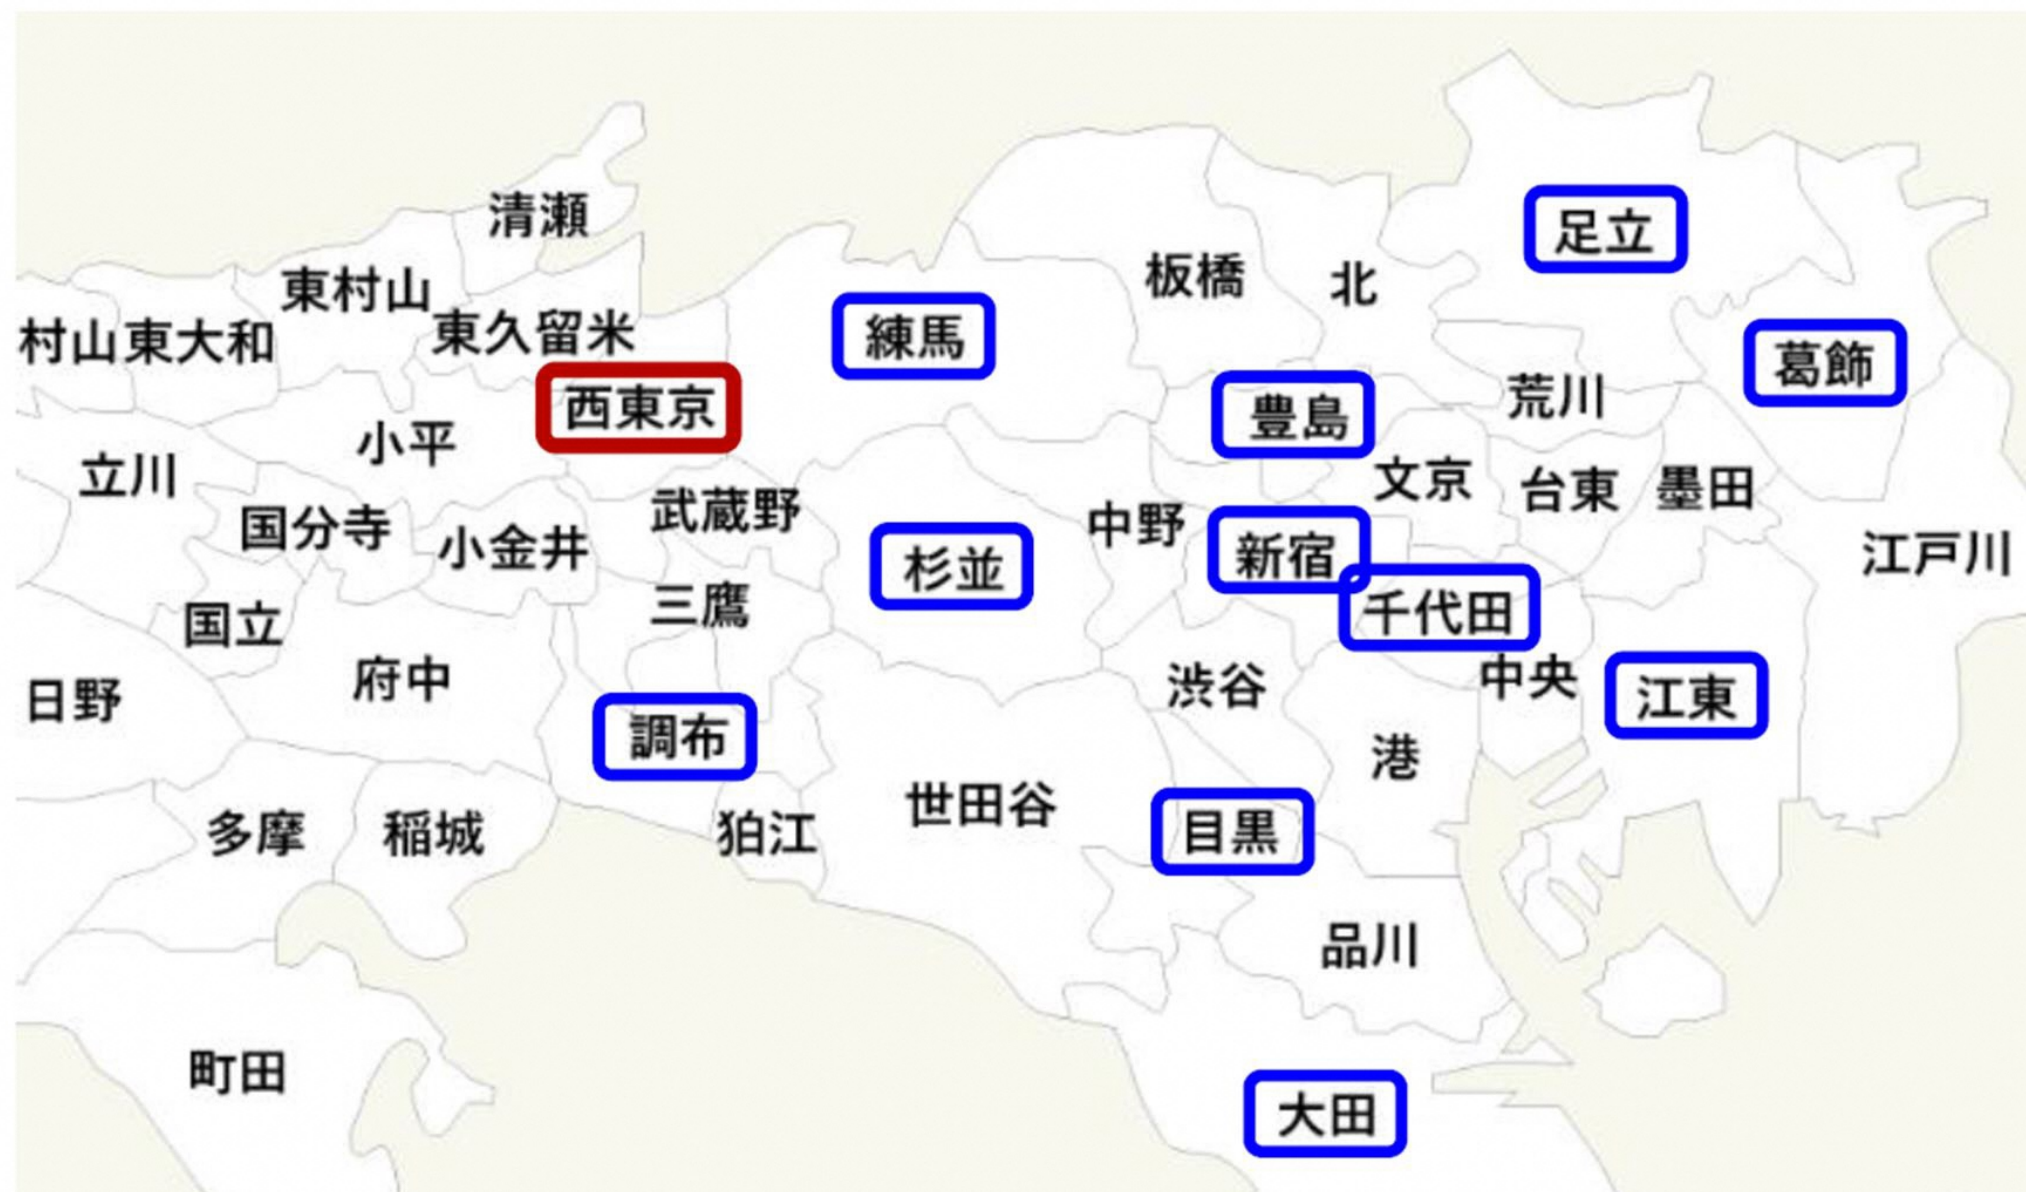 清瀬
足立
板橋
北
東村山
村山
東大和
東久留米
練馬
葛飾
西東京
豊島
荒川
小平
立川
文京
台東
墨田
国分寺
小金井
武蔵野
中野
新宿
江戸川
杉並
三鷹
千代田
国立
府中
日野
渋谷
中央
江東
調布
港
多摩
稲城
狛江
世田谷
目黒
品川
町田
大田